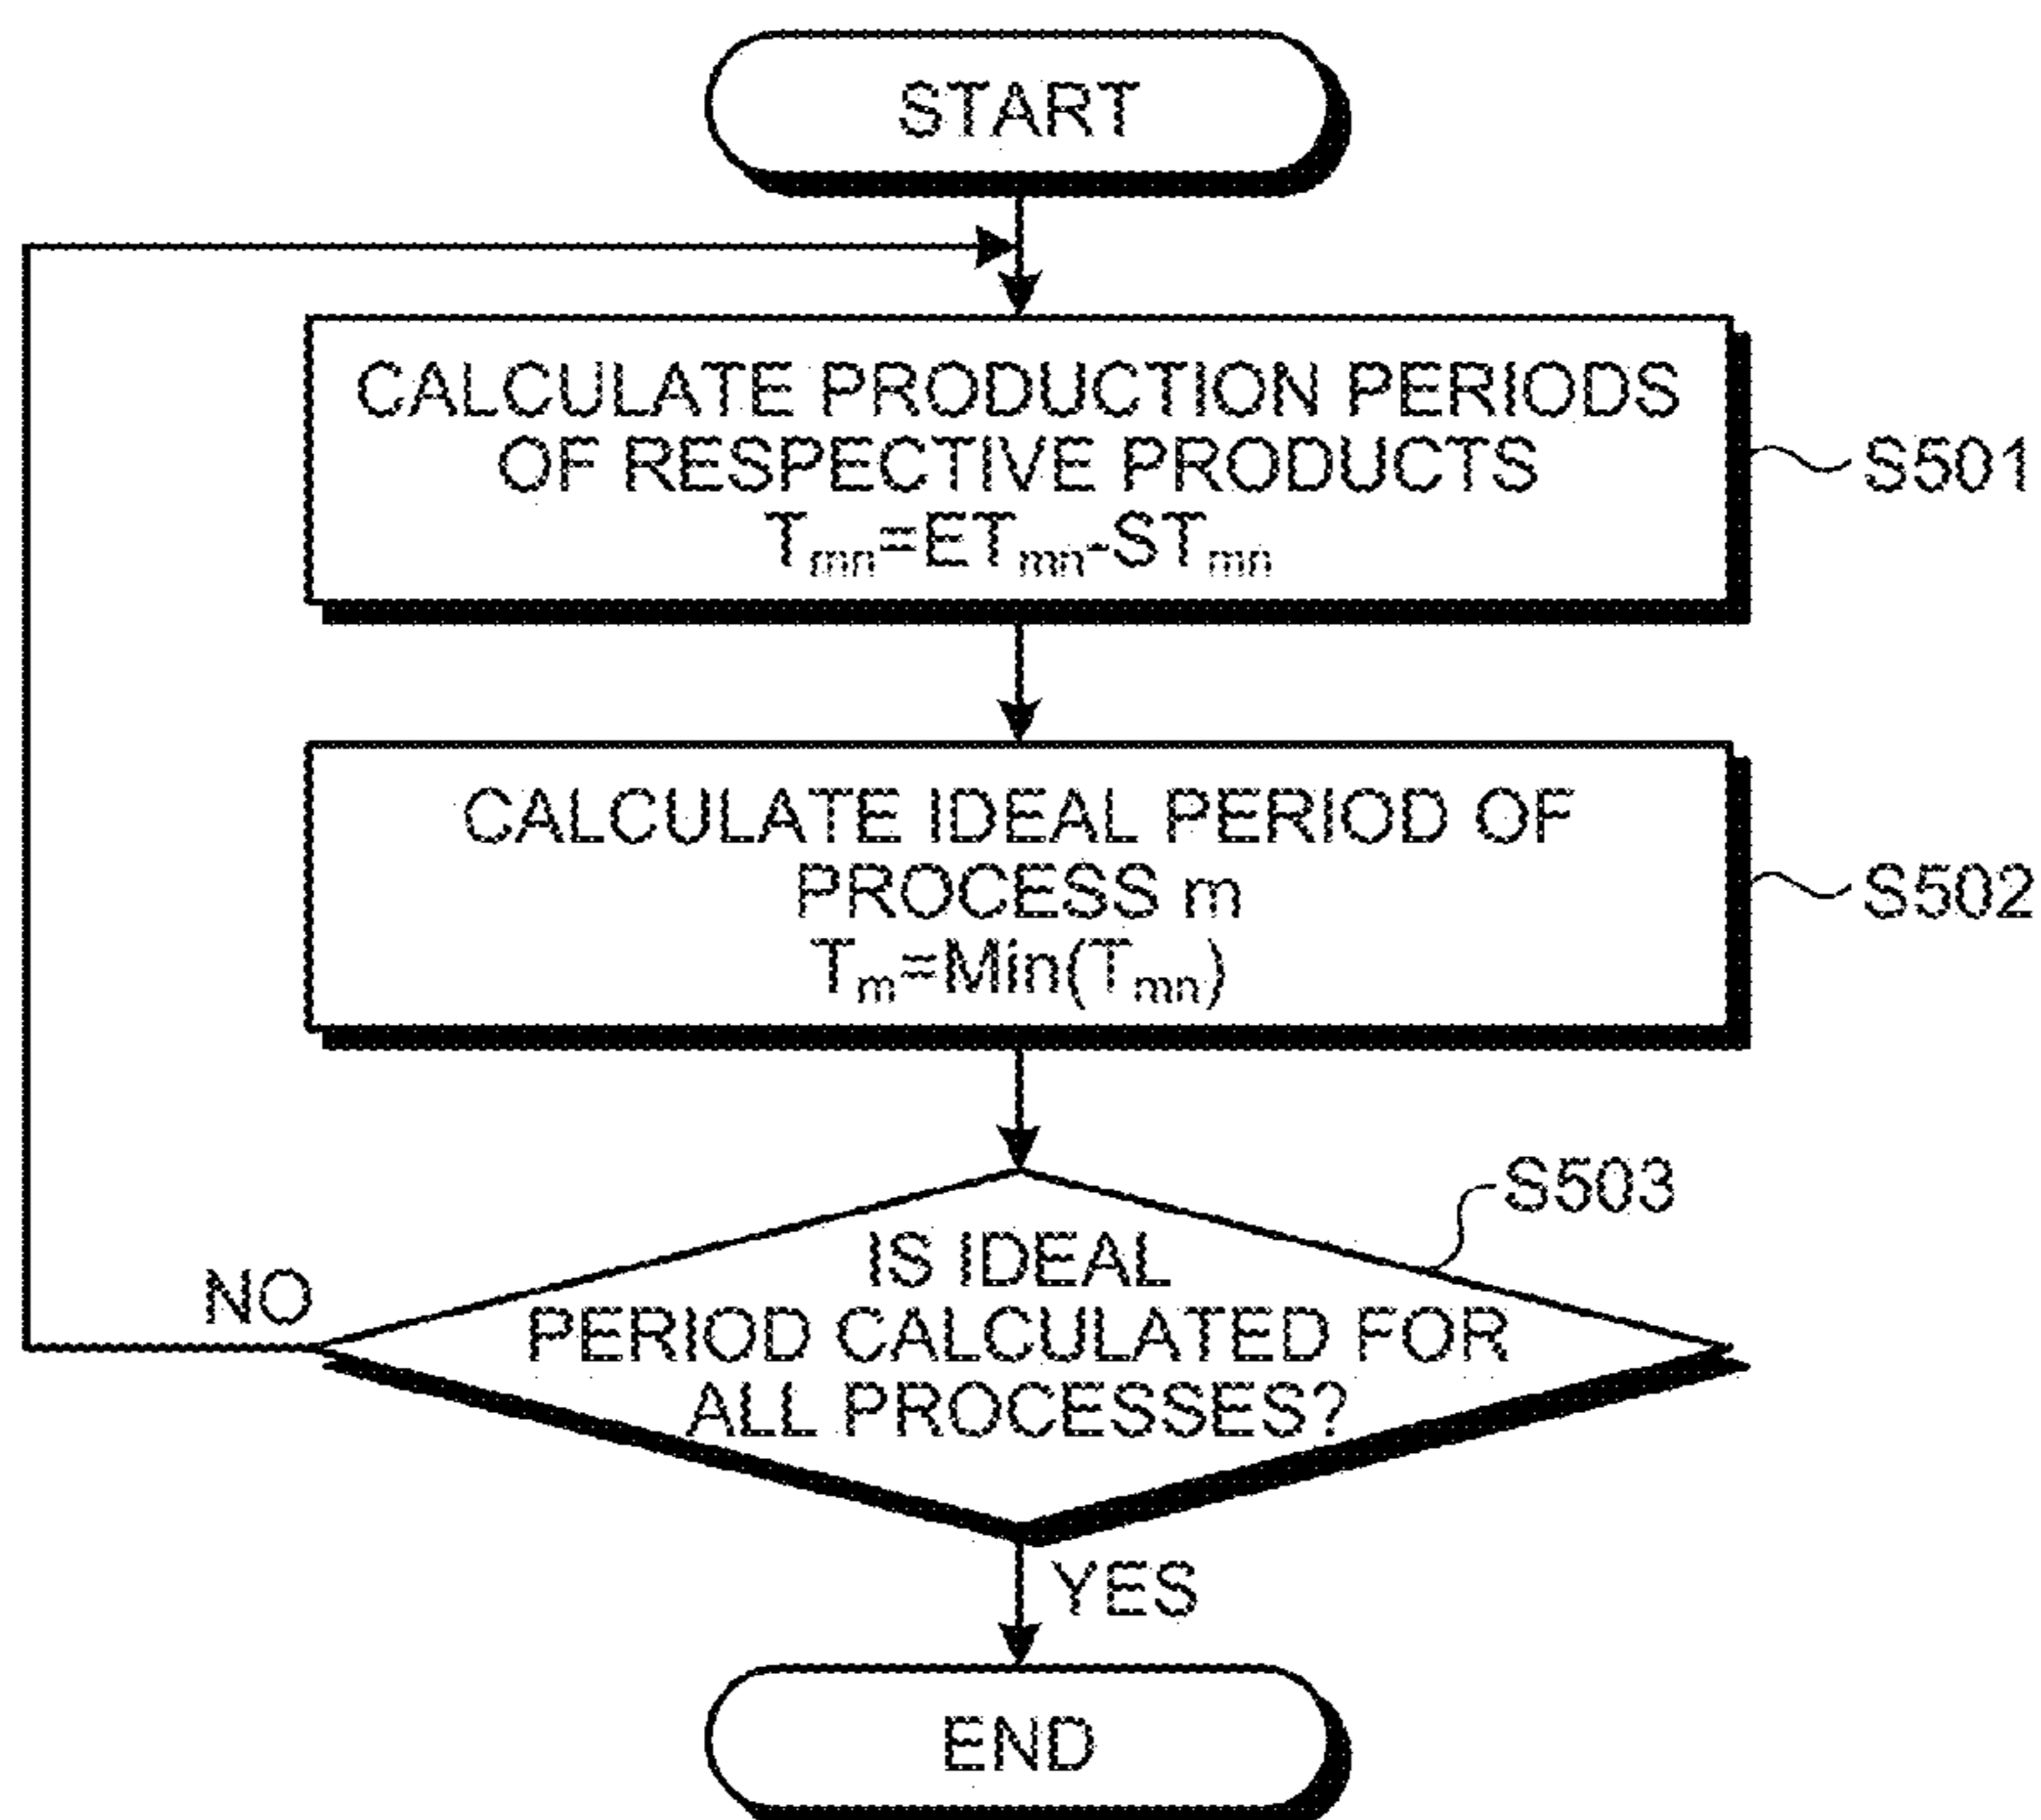 START
CALCULATE PRODUCTION PERIODS
OF RESPECTIVE PRODUCTS
Tmn=ETmn-STmn
S501
CALCULATE IDEAL PERIOD OF
PROCESS m
Tm=Min(Tmn)
S502
S503
IS IDEAL
PERIOD CALCULATED FOR
ALL PROCESSES?
NO
YES
END